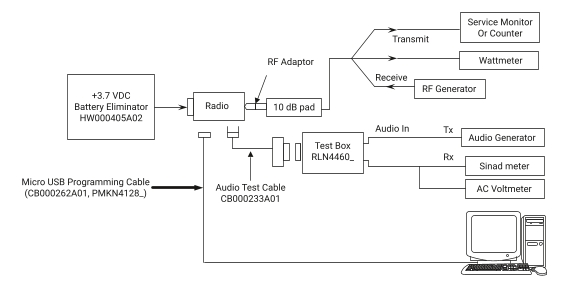 Service Monitor
Or Counter
Transmit
Wattmeter
RF Adaptor
Receive
RF Generator
+3.7 VDC
Battery Eliminator
HW000405A02
Radio
10 dB pad
Audio In
Tx
Audio Generator
Test Box
RLN4460_
Rx
Sinad meter
AC Voltmeter
Micro USB Programming Cable
(CB000262A01, PMKN4128_)
Audio Test Cable
CB000233A01